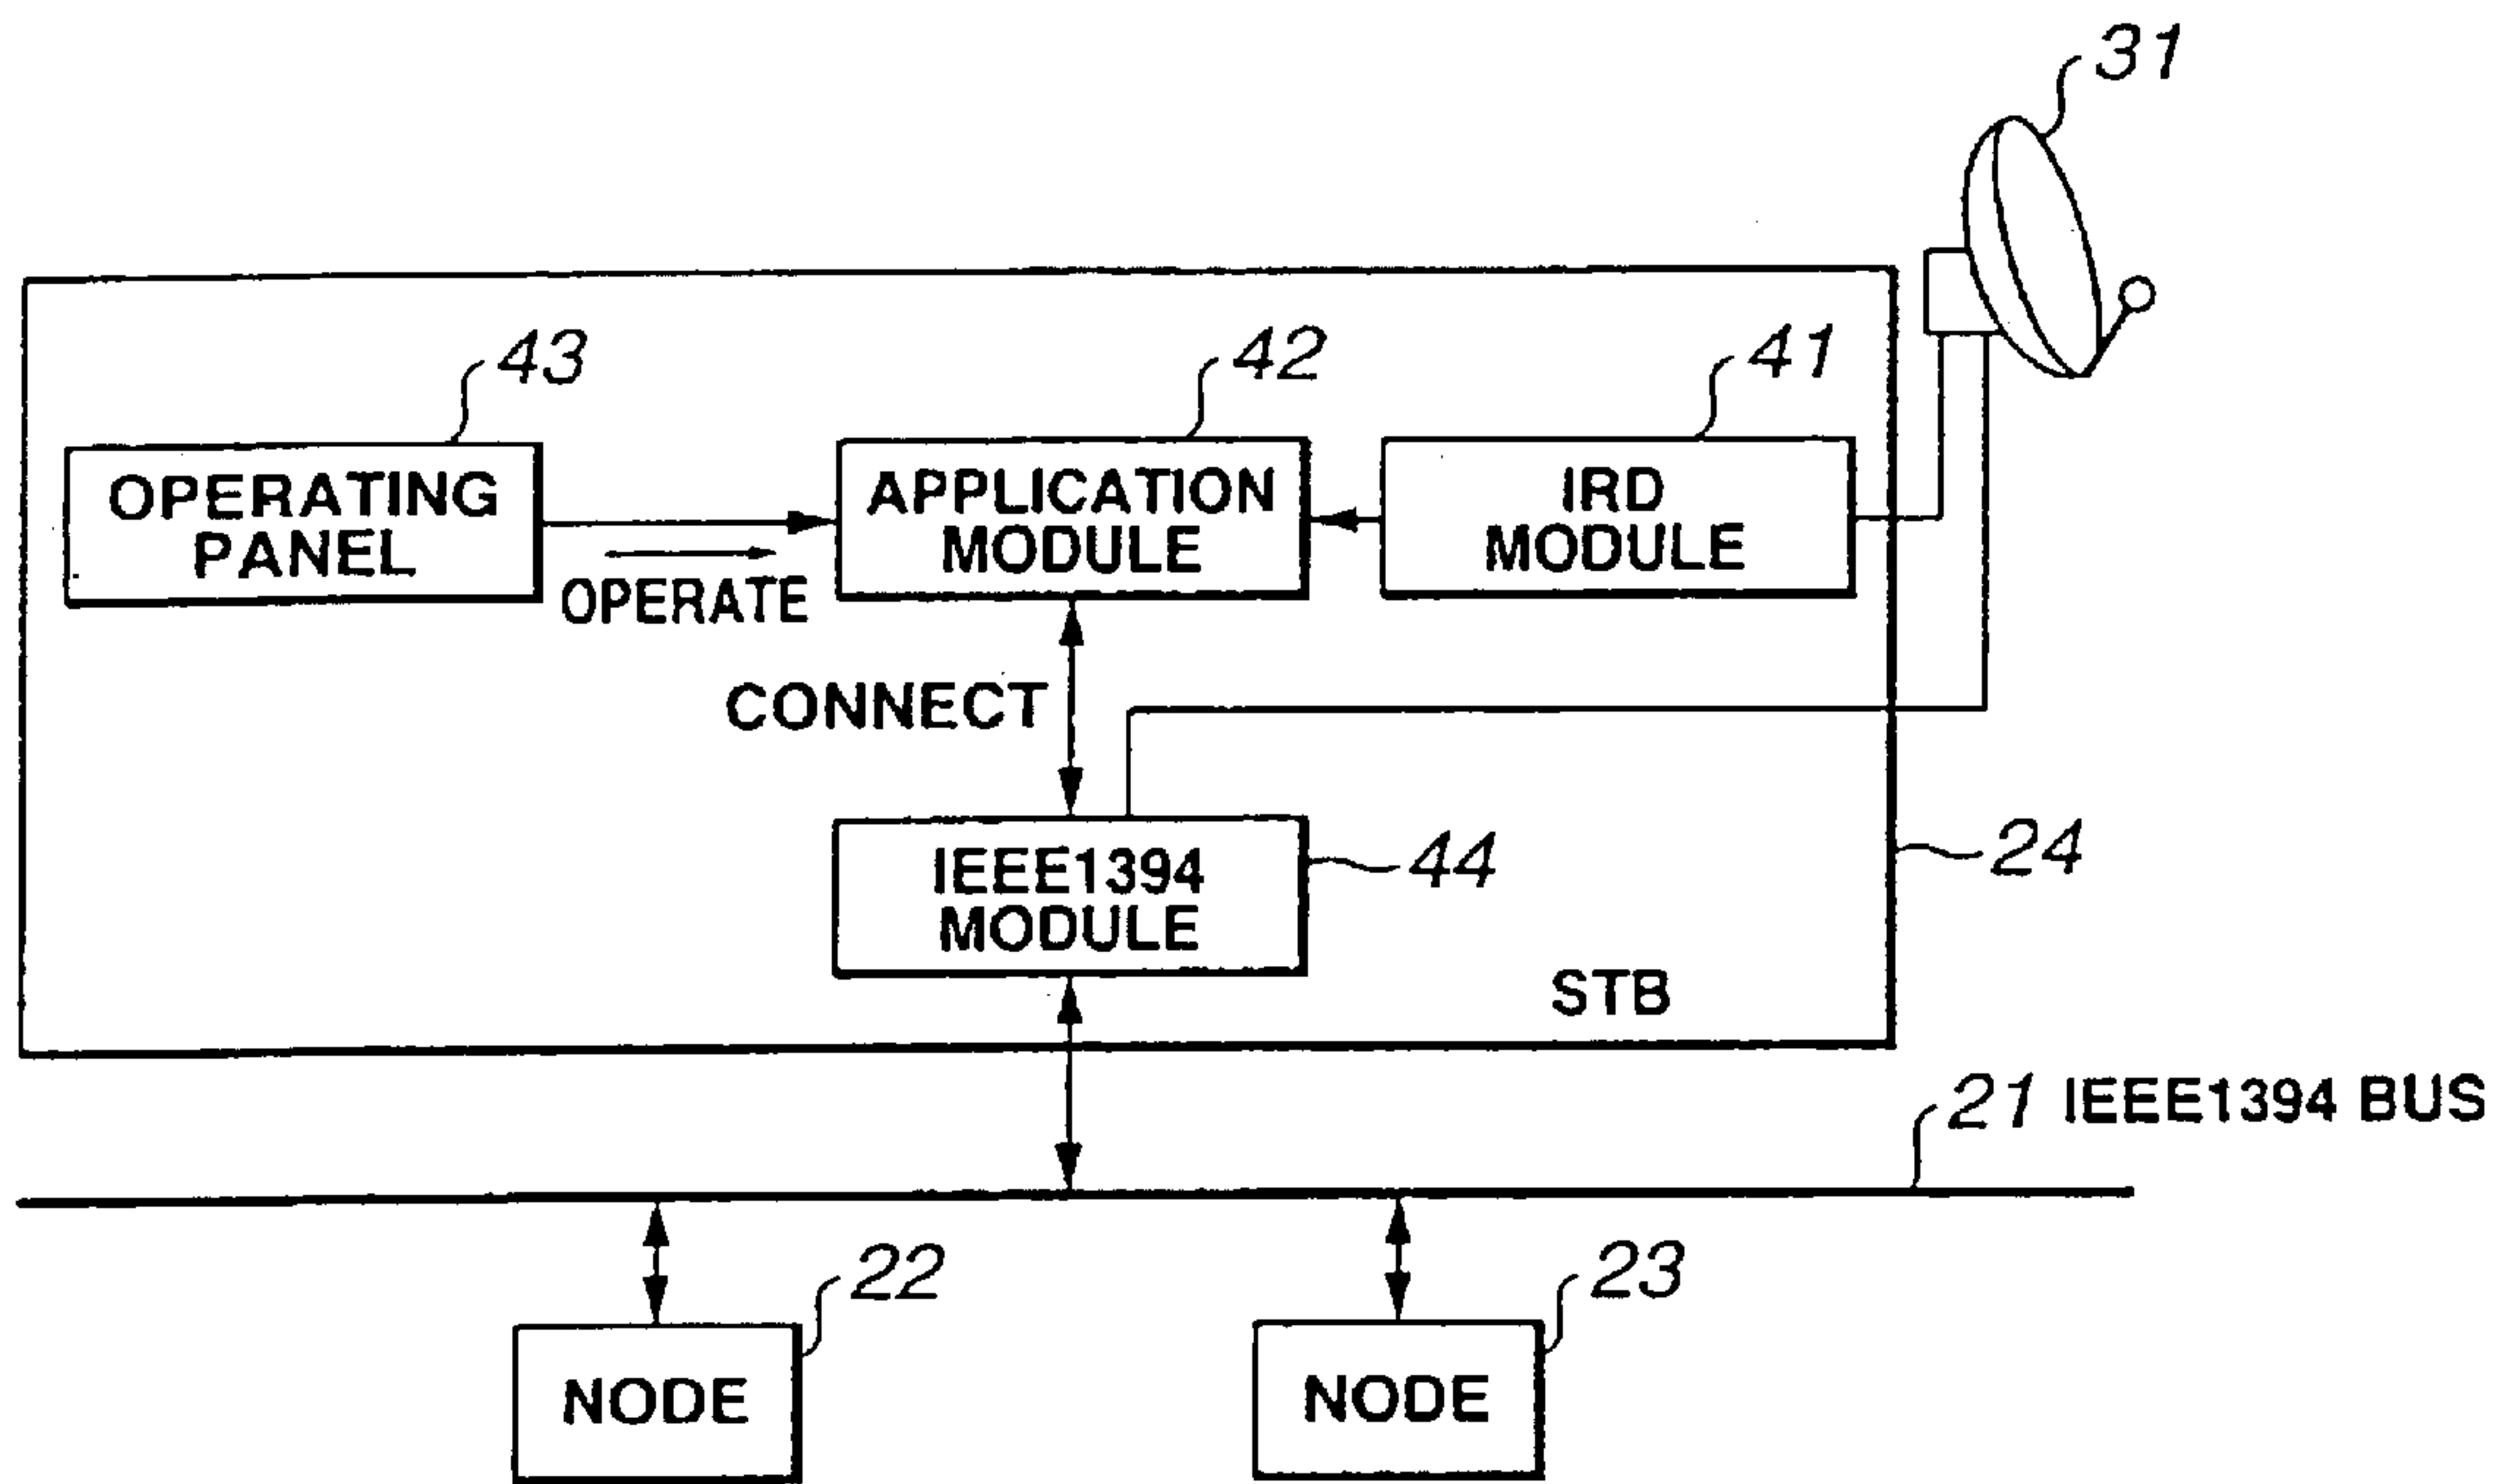 31
43
42
41
OPERATING
PANEL
APPLICATION
MODULE
IRD
MODULE
OPERATE
CONNECT
IEEE1394
MODULE
44
24
STB
21 IEEE1394 BUS
22
23
NODE
NODE